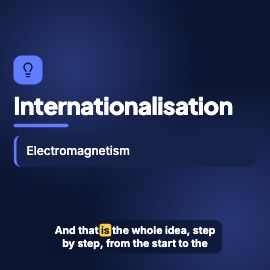 Internationalisation
Electromagnetism
And that is the whole idea, step
by step, from the start to the